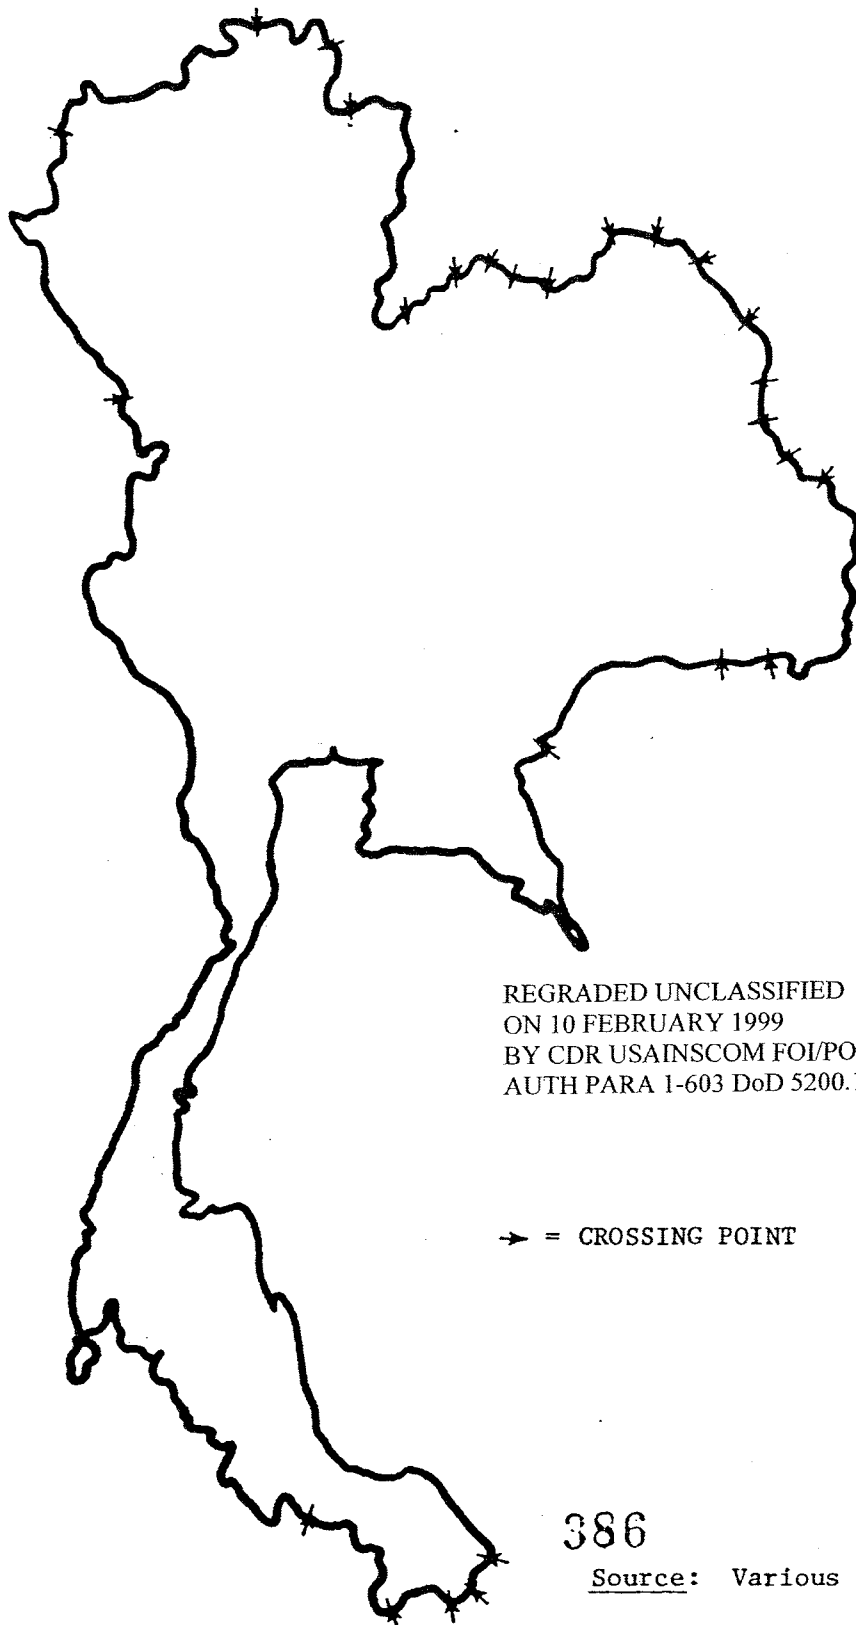 REGRADED UNCLASSIFIED
ON 10 FEBRUARY 1999
BY CDR USAINSCOM FOI/PO
AUTH PARA 1-603 DoD 5200.1
= CROSSING POINT
386
Source: Various